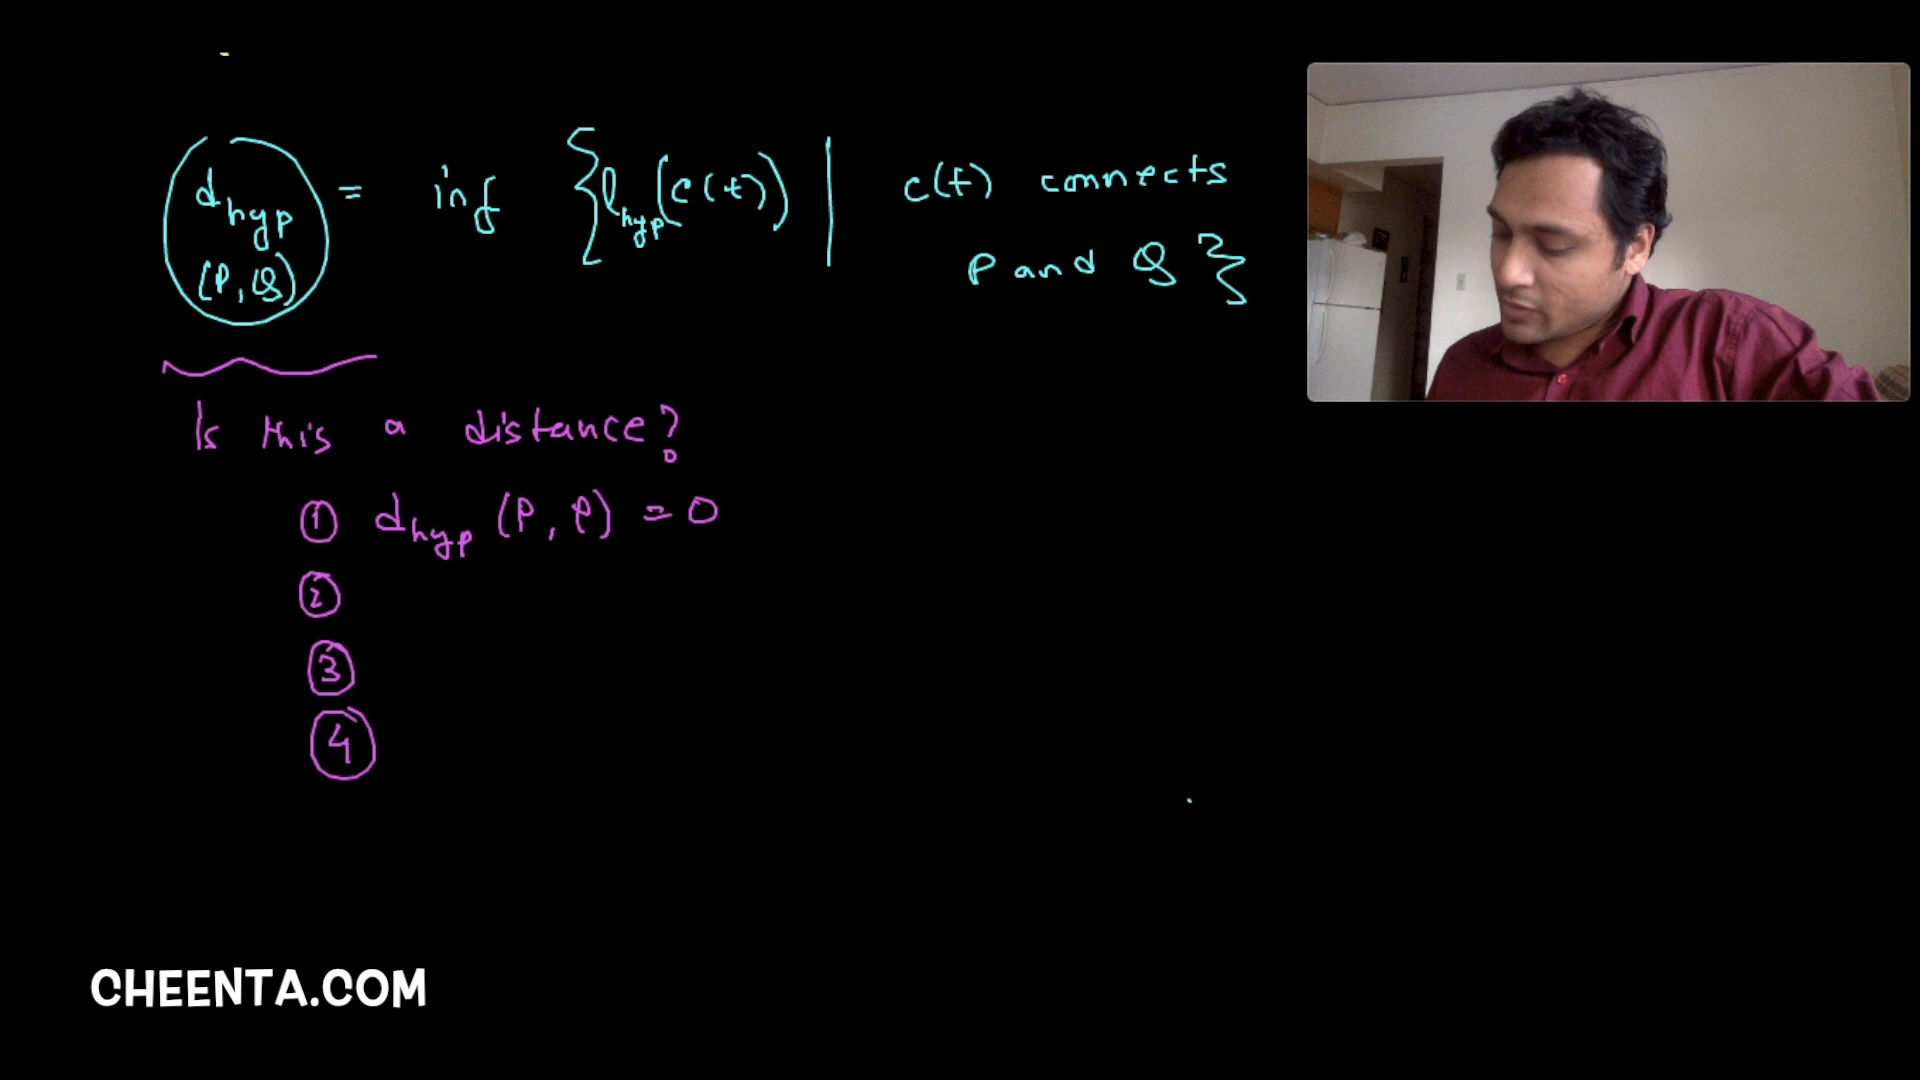 d_hyp (P, Q) = inf { l_hyp (c(t)) | c(t) connects
P and Q }
Is this a distance?
① d_hyp (P, P) = 0
②
③
④
CHEENTA.COM